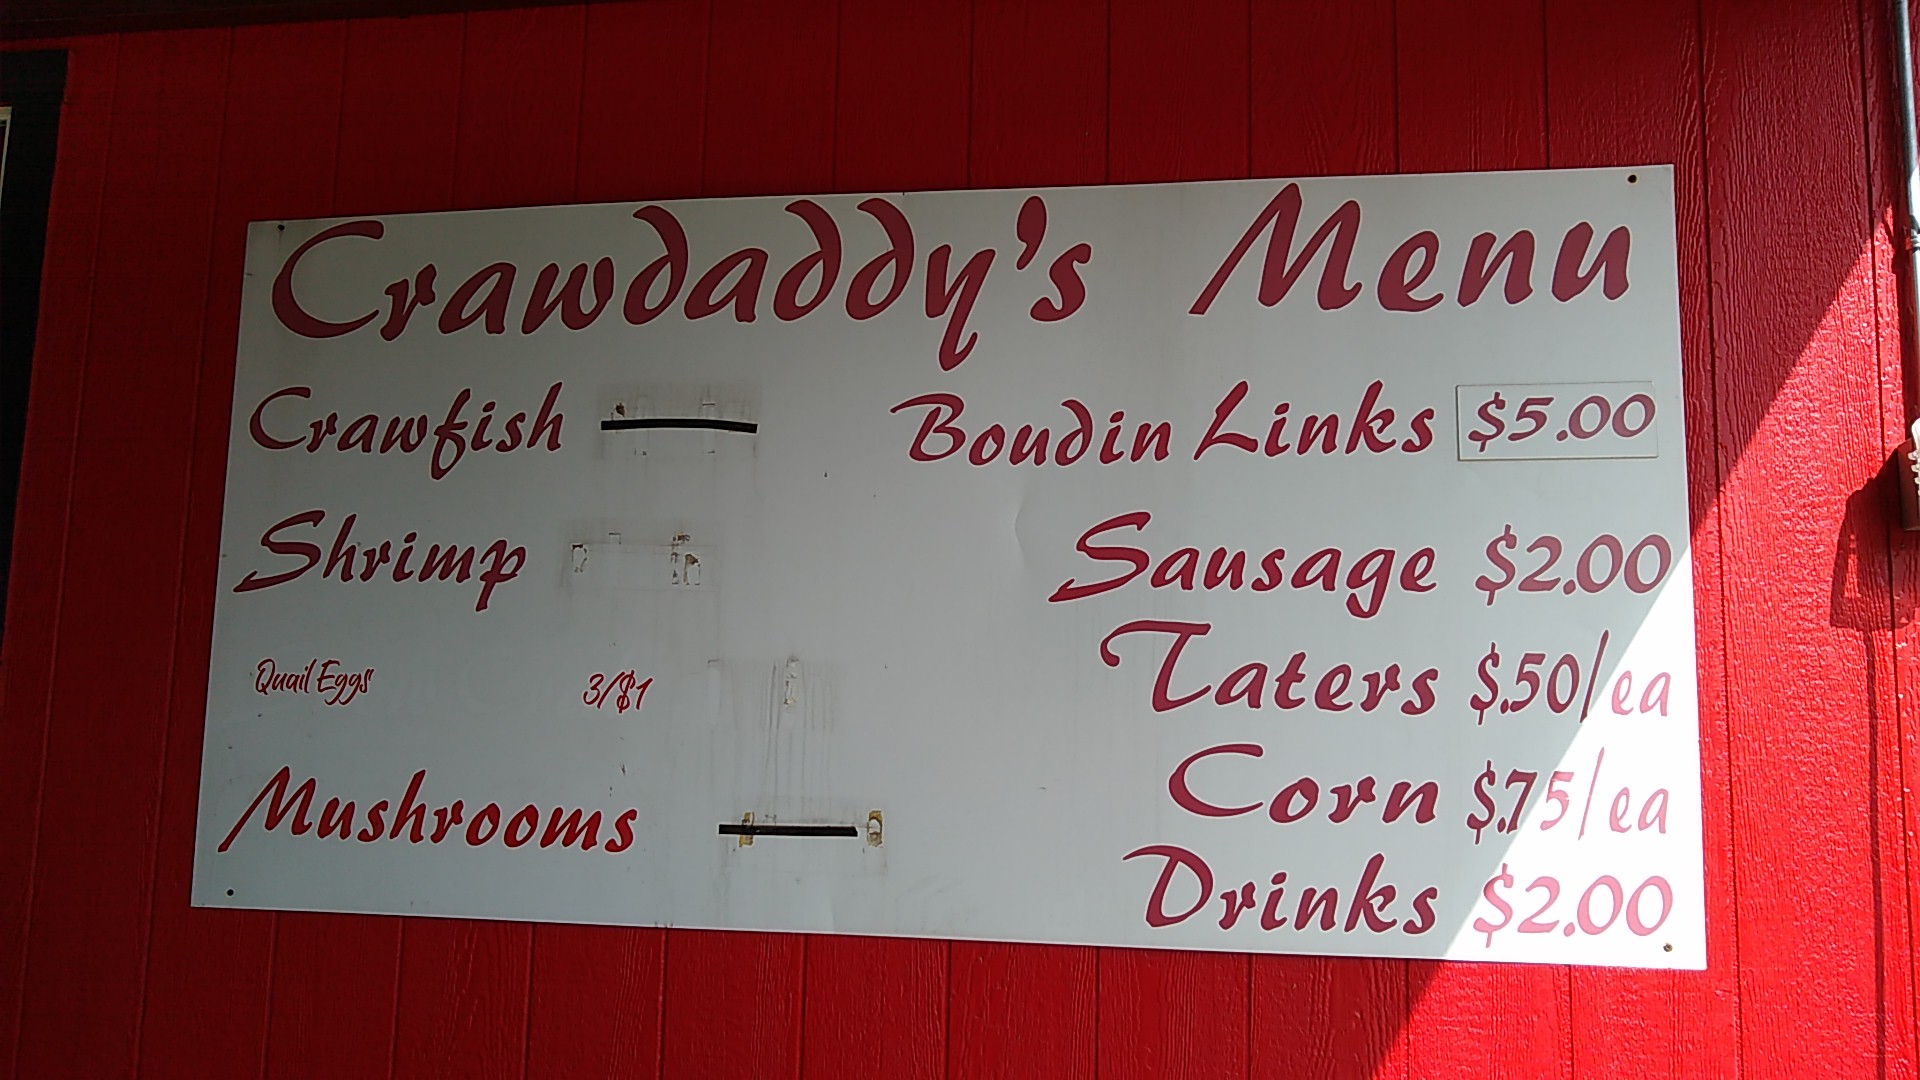 Crawdaddy's Menu
Crawfish
Shrimp
Quail Eggs 3/$1
Mushrooms
Boudin Links $5.00
Sausage $2.00
Taters $.50/ea
Corn $.75/ea
Drinks $2.00